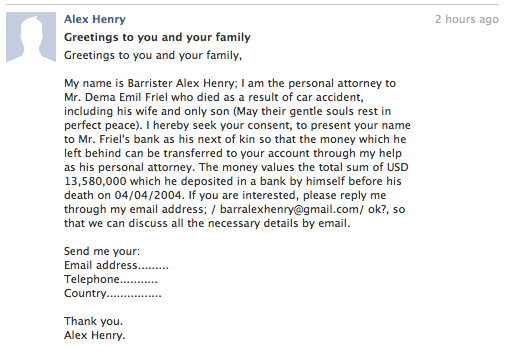 Alex Henry 2 hours ago
Greetings to you and your family
Greetings to you and your family,
My name is Barrister Alex Henry; I am the personal attorney to
Mr. Dema Emil Friel who died as a result of car accident,
including his wife and only son (May their gentle souls rest in
perfect peace). I hereby seek your consent, to present your name
to Mr. Friel's bank as his next of kin so that the money which he
left behind can be transferred to your account through my help
as his personal attorney. The money values the total sum of USD
13,580,000 which he deposited in a bank by himself before his
death on 04/04/2004. If you are interested, please reply me
through my email address; / barralexhenry@gmail.com/ ok?, so
that we can discuss all the necessary details by email.
Send me your:
Email address.........
Telephone...........
Country................
Thank you.
Alex Henry.